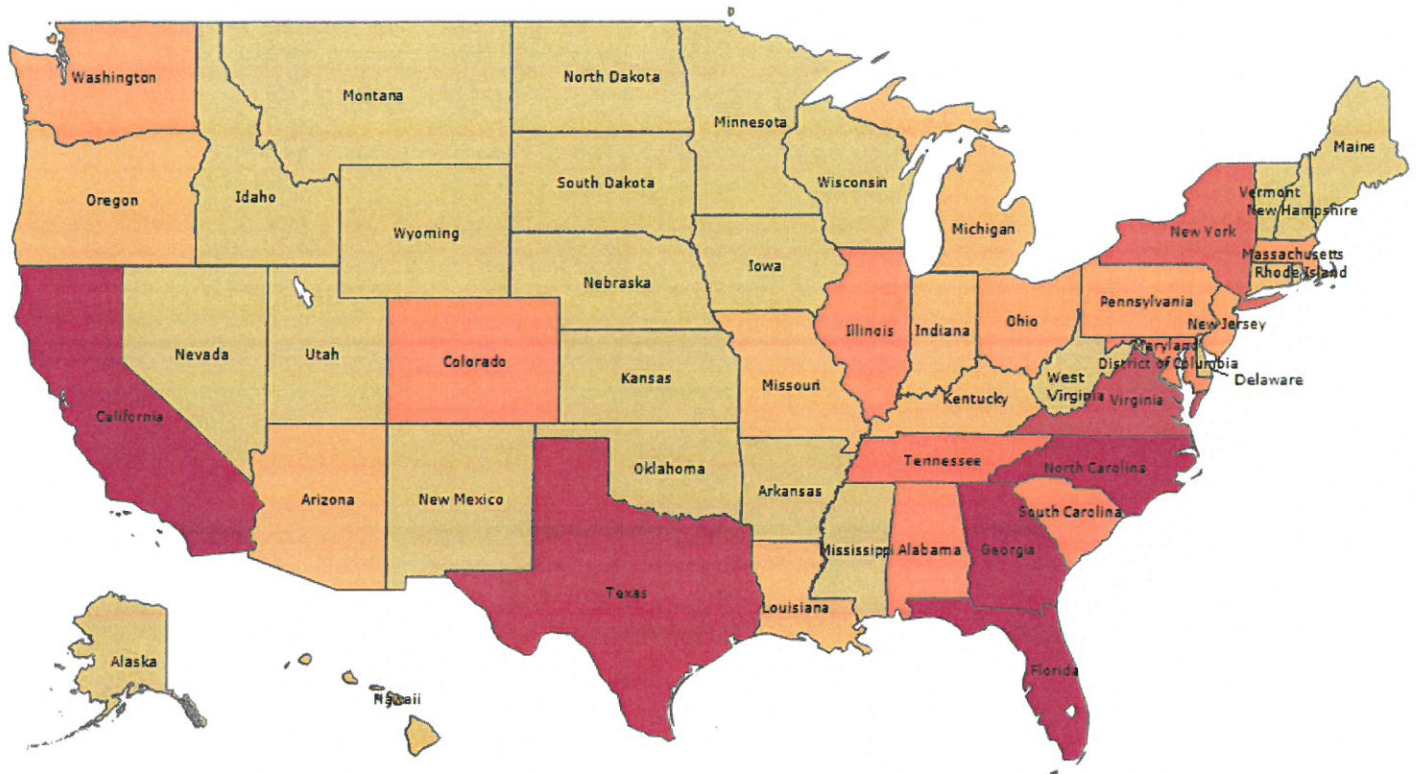 Washington
Montana
North Dakota
Minnesota
Maine
Oregon
Idaho
South Dakota
Wisconsin
Vermont
New Hampshire
Wyoming
Michigan
New York
Massachusetts
Rhode Island
Iowa
Nebraska
Pennsylvania
Illinois
Indiana
Ohio
New Jersey
Maryland
Nevada
Utah
Colorado
Kansas
Missouri
District of Columbia
West
Virginia
Delaware
Kentucky
Virginia
California
Tennessee
North Carolina
Oklahoma
Arizona
New Mexico
Arkansas
South Carolina
Mississippi
Alabama
Georgia
Texas
Louisiana
Alaska
Florida
Hawaii